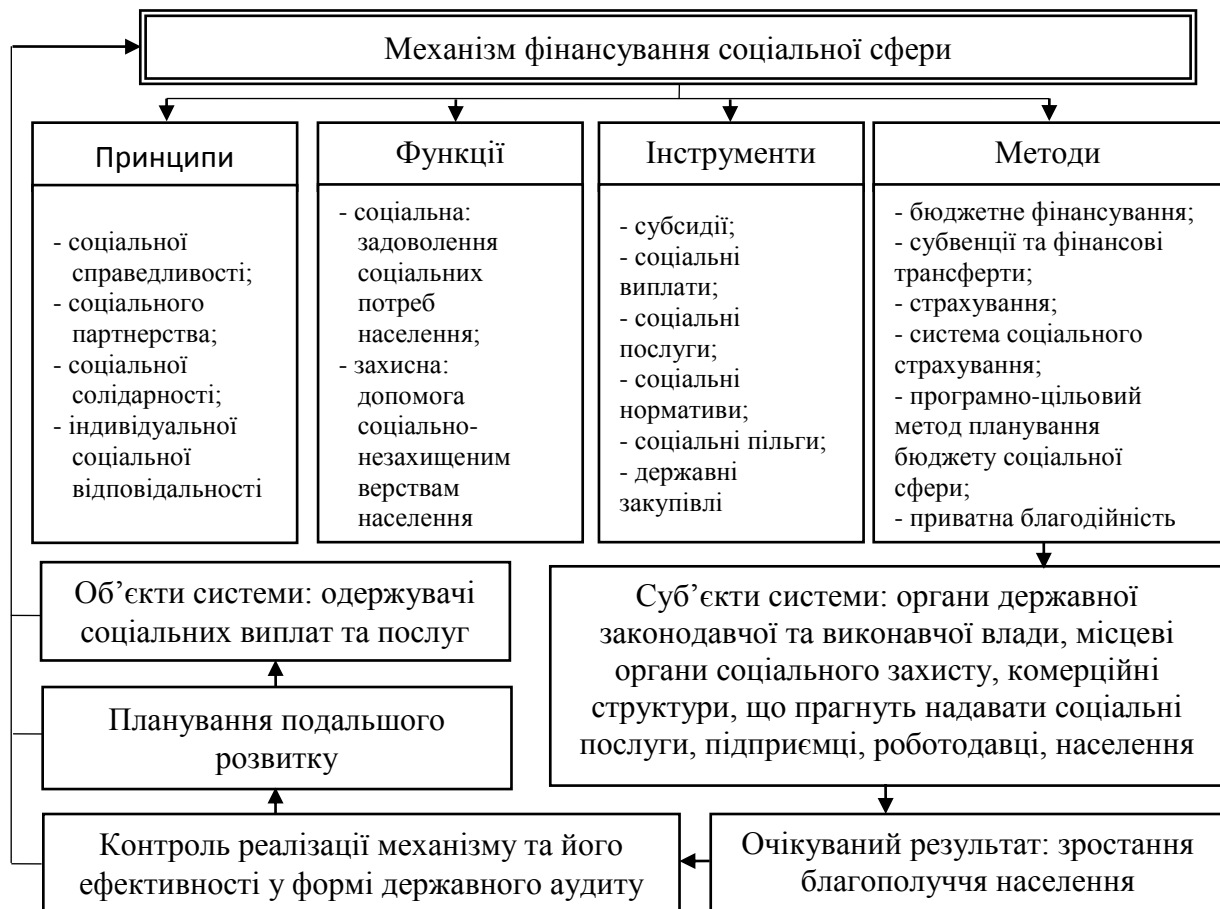 Механізм фінансування соціальної сфери
Принципи
- соціальної
справедливості;
- соціального
партнерства;
- соціальної
солідарності;
- індивідуальної
соціальної
відповідальності
Функції
- соціальна:
задоволення
соціальних
потреб
населення;
- захисна:
допомога
соціально-
незахищеним
верствам
населення
Інструменти
- субсидії;
- соціальні
виплати;
- соціальні
послуги;
- соціальні
нормативи;
- соціальні пільги;
- державні
закупівлі
Методи
- бюджетне фінансування;
- субвенції та фінансові
трансферти;
- страхування;
- система соціального
страхування;
- програмно-цільовий
метод планування
бюджету соціальної
сфери;
- приватна благодійність
Об’єкти системи: одержувачі
соціальних виплат та послуг
Суб’єкти системи: органи державної
законодавчої та виконавчої влади, місцеві
органи соціального захисту, комерційні
структури, що прагнуть надавати соціальні
послуги, підприємці, роботодавці, населення
Планування подальшого
розвитку
Контроль реалізації механізму та його
ефективності у формі державного аудиту
Очікуваний результат: зростання
благополуччя населення